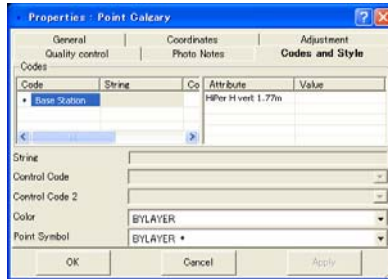 Properties : Point Calgary
General Coordinates Adjustment
Quality control Photo Notes Codes and Style
Codes
Code String Co Attribute Value
Base Station HiPer H vert 1.77m
String
Control Code
Control Code 2
Color BYLAYER
Point Symbol BYLAYER •
OK Cancel Apply